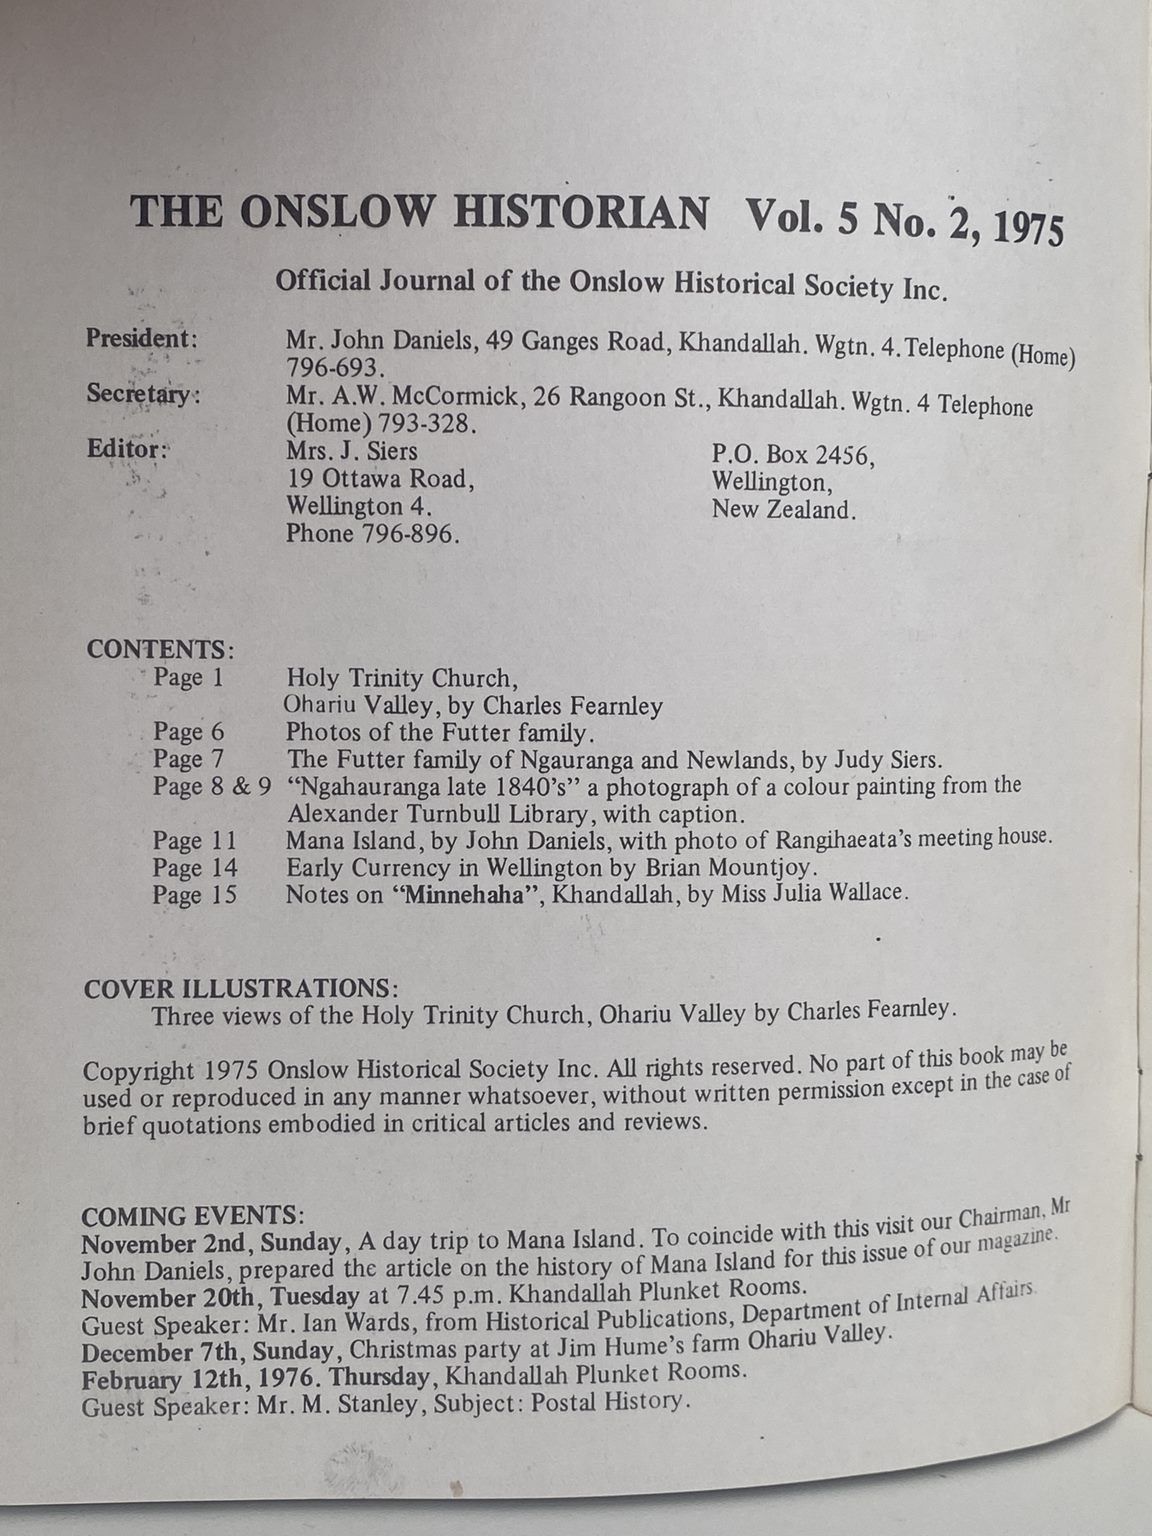 THE ONSLOW HISTORIAN Vol. 5 No. 2, 1975
Official Journal of the Onslow Historical Society Inc.
President: Mr. John Daniels, 49 Ganges Road, Khandallah. Wgtn. 4. Telephone (Home)
796-693.
Secretary: Mr. A.W. McCormick, 26 Rangoon St., Khandallah. Wgtn. 4 Telephone
(Home) 793-328.
Editor: Mrs. J. Siers P.O. Box 2456,
19 Ottawa Road, Wellington,
Wellington 4. New Zealand.
Phone 796-896.
CONTENTS:
Page 1 Holy Trinity Church,
Ohariu Valley, by Charles Fearnley
Page 6 Photos of the Futter family.
Page 7 The Futter family of Ngauranga and Newlands, by Judy Siers.
Page 8 & 9 “Ngahauranga late 1840’s” a photograph of a colour painting from the
Alexander Turnbull Library, with caption.
Page 11 Mana Island, by John Daniels, with photo of Rangihaeata’s meeting house.
Page 14 Early Currency in Wellington by Brian Mountjoy.
Page 15 Notes on “Minnehaha”, Khandallah, by Miss Julia Wallace.
COVER ILLUSTRATIONS:
Three views of the Holy Trinity Church, Ohariu Valley by Charles Fearnley.
Copyright 1975 Onslow Historical Society Inc. All rights reserved. No part of this book may be
used or reproduced in any manner whatsoever, without written permission except in the case of
brief quotations embodied in critical articles and reviews.
COMING EVENTS:
November 2nd, Sunday, A day trip to Mana Island. To coincide with this visit our Chairman, Mr
John Daniels, prepared the article on the history of Mana Island for this issue of our magazine.
November 20th, Tuesday at 7.45 p.m. Khandallah Plunket Rooms.
Guest Speaker: Mr. Ian Wards, from Historical Publications, Department of Internal Affairs.
December 7th, Sunday, Christmas party at Jim Hume’s farm Ohariu Valley.
February 12th, 1976. Thursday, Khandallah Plunket Rooms.
Guest Speaker: Mr. M. Stanley, Subject: Postal History.